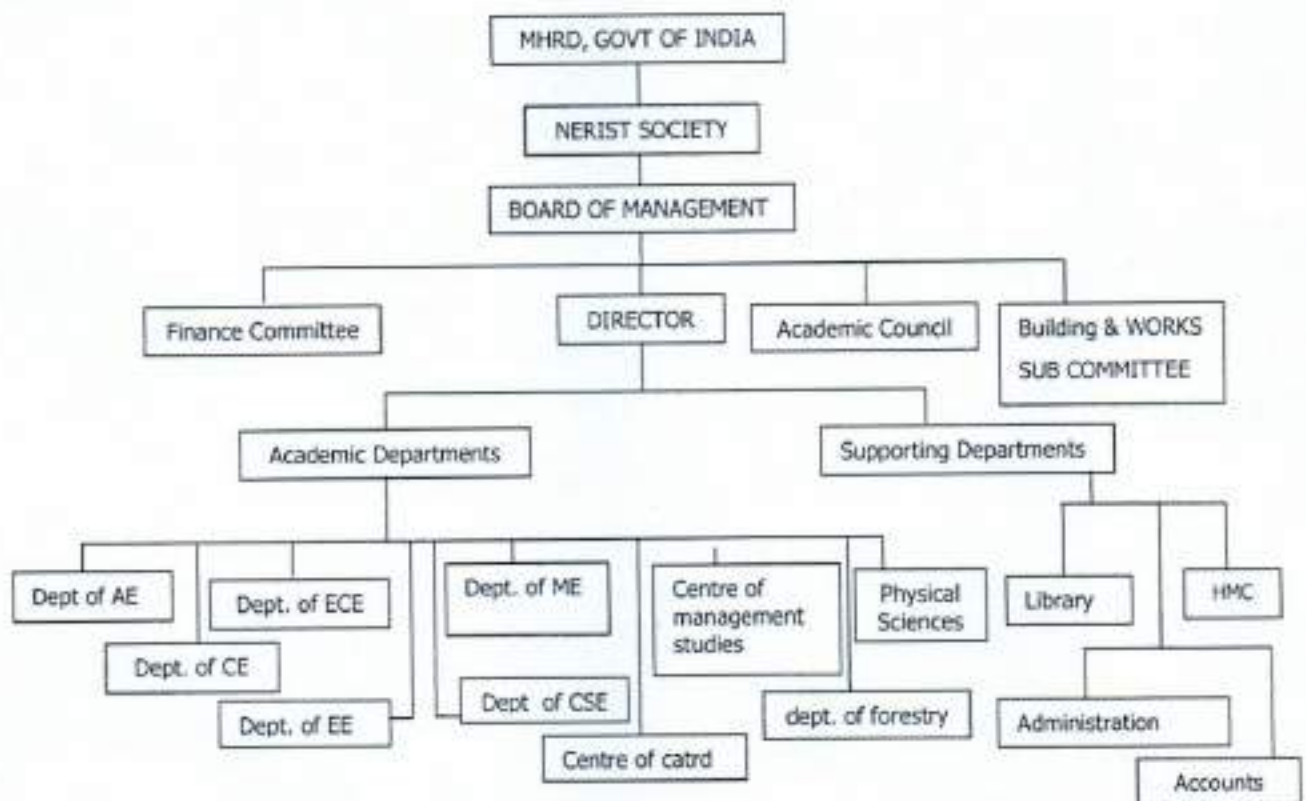 MHRD, GOVT OF INDIA
NERIST SOCIETY
BOARD OF MANAGEMENT
Finance Committee
DIRECTOR
Academic Council
Building & WORKS
SUB COMMITTEE
Academic Departments
Supporting Departments
Dept of AE
Dept. of ECE
Dept. of ME
Centre of
management
studies
Physical
Sciences
Library
HMC
Dept. of CE
Dept. of EE
Dept of CSE
dept. of forestry
Administration
Centre of catrd
Accounts